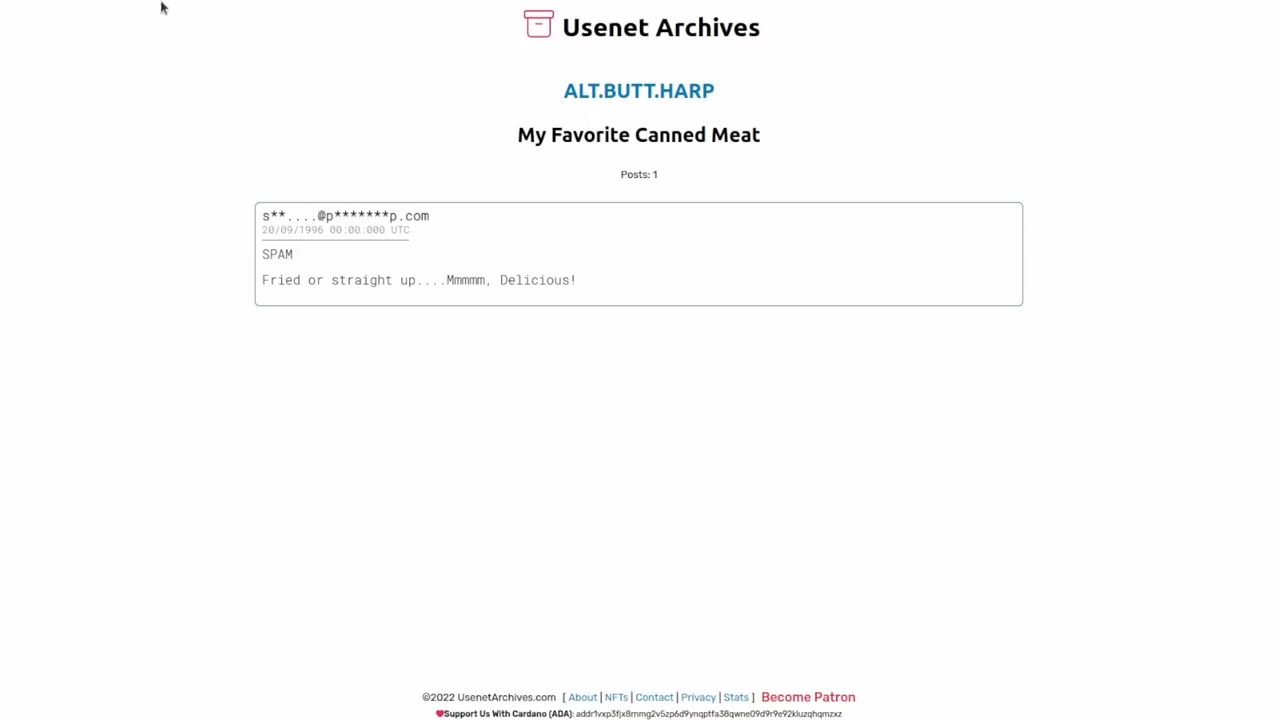 Usenet Archives
ALT.BUTT.HARP
My Favorite Canned Meat
Posts: 1
s**....@p*******p.com
20/09/1996 00:00:000 UTC
SPAM
Fried or straight up....Mmmmm, Delicious!
©2022 UsenetArchives.com [ About | NFTs | Contact | Privacy | Stats ] Become Patron
Support Us With Cardano (ADA): addr1vxp3fjx8mmg2v5zp6d9ynqptfa38qwne09d9r9e92kluzqhqmzxz